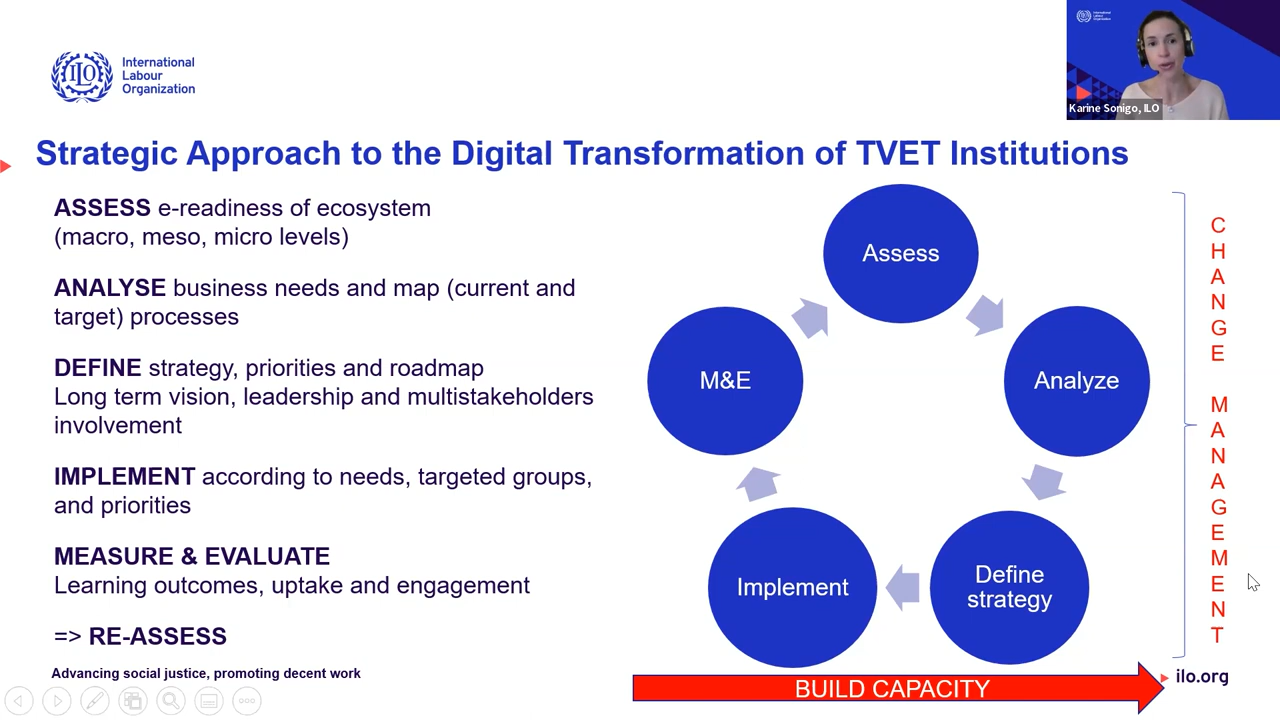 International
Labour
Organization
Karine Sonigo, ILO
Strategic Approach to the Digital Transformation of TVET Institutions
ASSESS e-readiness of ecosystem
(macro, meso, micro levels)
ANALYSE business needs and map (current and
target) processes
DEFINE strategy, priorities and roadmap
Long term vision, leadership and multistakeholders
involvement
IMPLEMENT according to needs, targeted groups,
and priorities
MEASURE & EVALUATE
Learning outcomes, uptake and engagement
=> RE-ASSESS
Assess
Analyze
Define
strategy
Implement
M&E
CHANGE MANAGEMENT
BUILD CAPACITY
Advancing social justice, promoting decent work
ilo.org